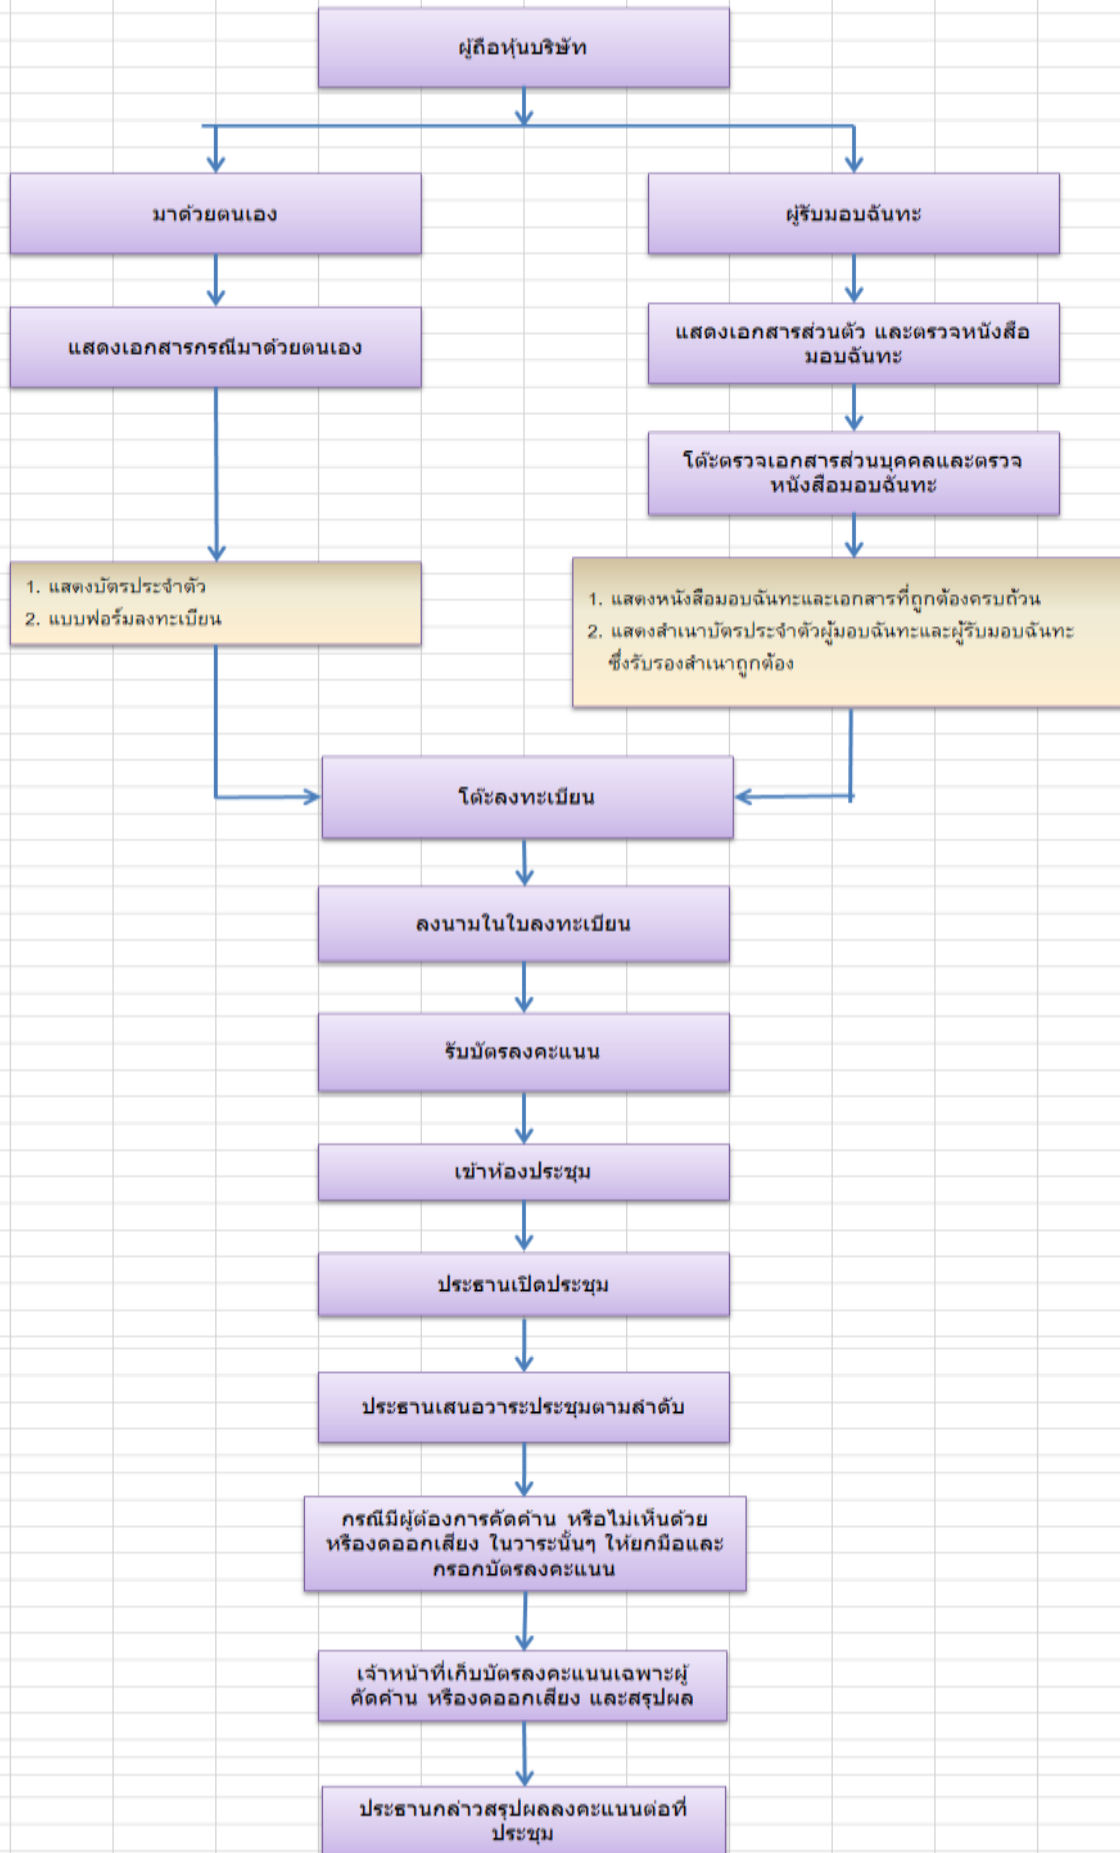 ผู้ถือหุ้นบริษัท
มาด้วยตนเอง
ผู้รับมอบฉันทะ
แสดงเอกสารกรณีมาด้วยตนเอง
แสดงเอกสารส่วนตัว และตรวจหนังสือ
มอบฉันทะ
โต๊ะตรวจเอกสารส่วนบุคคลและตรวจ
หนังสือมอบฉันทะ
1. แสดงบัตรประจำตัว
2. แบบฟอร์มลงทะเบียน
1. แสดงหนังสือมอบฉันทะและเอกสารที่ถูกต้องครบถ้วน
2. แสดงสำเนาบัตรประจำตัวผู้มอบฉันทะและผู้รับมอบฉันทะ
ซึ่งรับรองสำเนาถูกต้อง
โต๊ะลงทะเบียน
ลงนามในใบลงทะเบียน
รับบัตรลงคะแนน
เข้าห้องประชุม
ประธานเปิดประชุม
ประธานเสนอวาระประชุมตามลำดับ
กรณีมีผู้ต้องการคัดค้าน หรือไม่เห็นด้วย
หรืองดออกเสียง ในวาระนั้นๆ ให้ยกมือและ
กรอกบัตรลงคะแนน
เจ้าหน้าที่เก็บบัตรลงคะแนนเฉพาะผู้
คัดค้าน หรืองดออกเสียง และสรุปผล
ประธานกล่าวสรุปผลลงคะแนนต่อที่
ประชุม